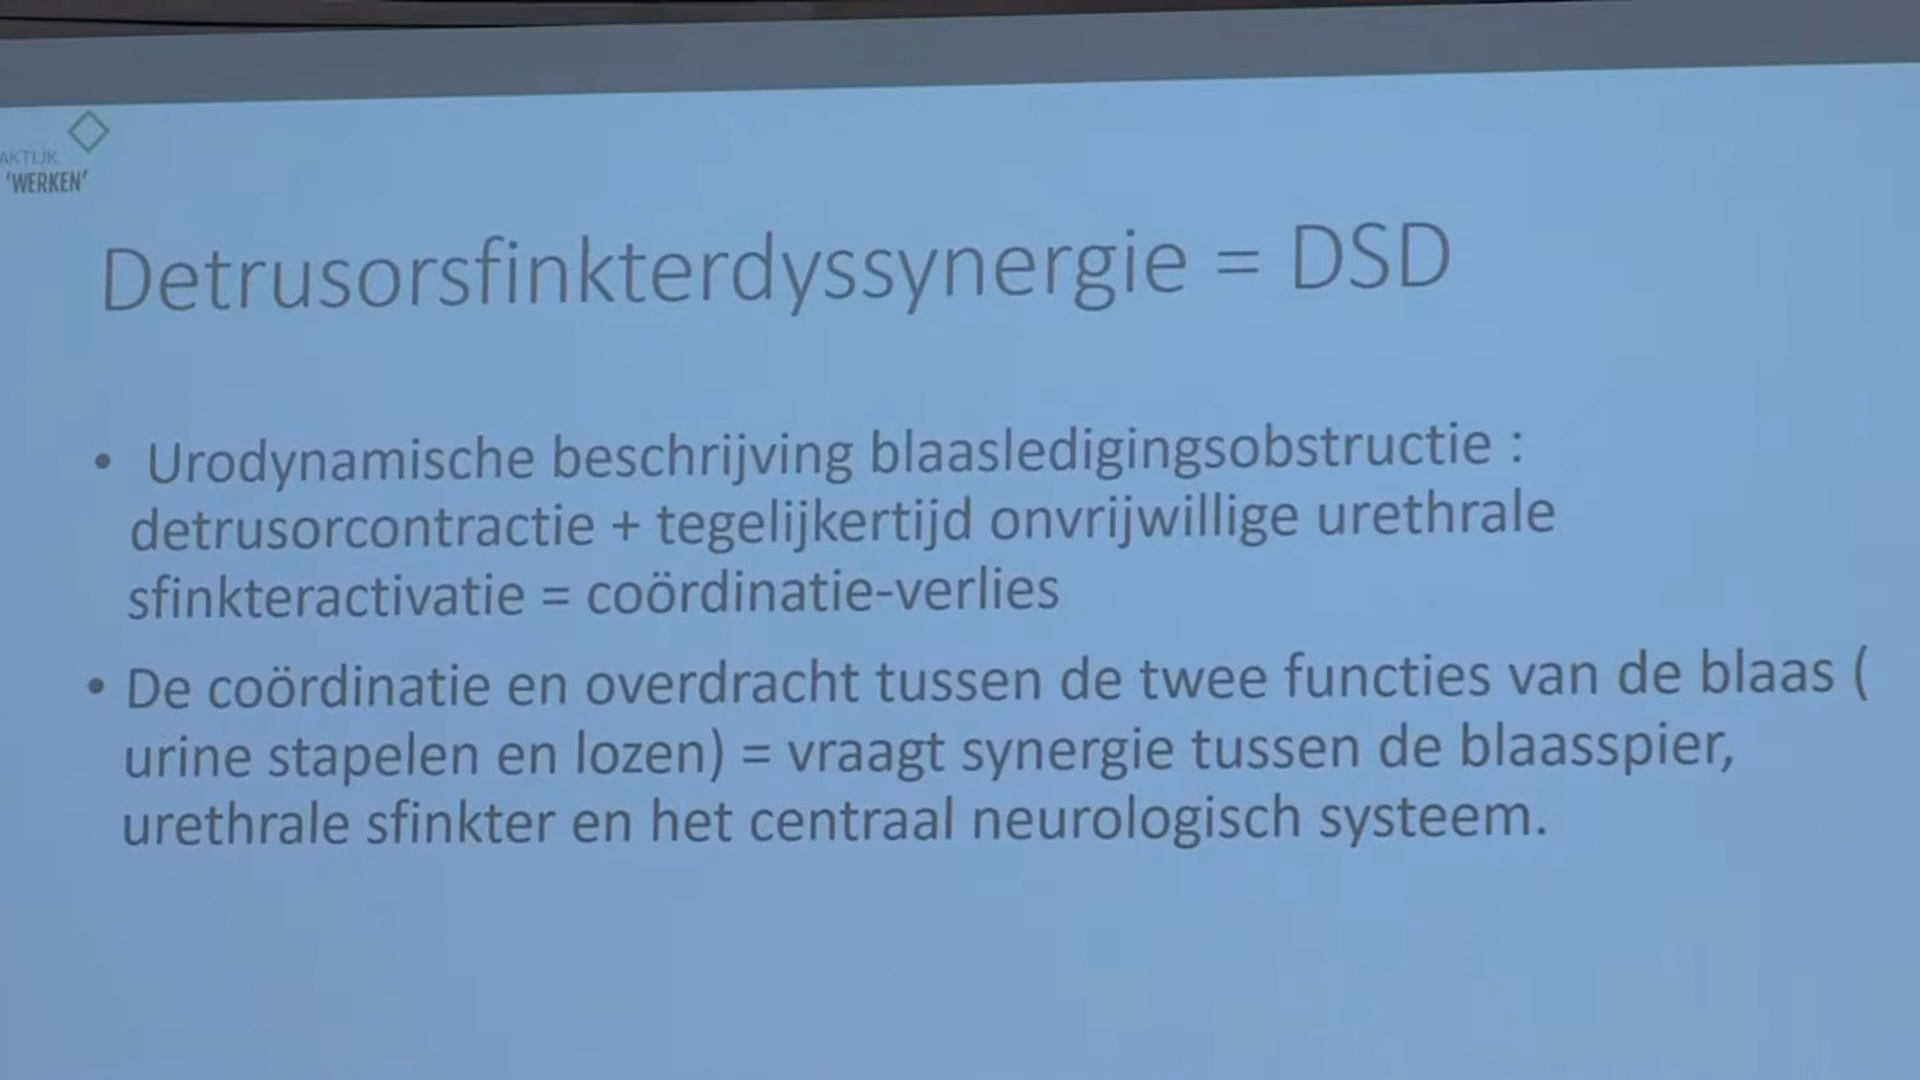 AKTIJK
'WERKEN'
Detrusorsfinkterdyssynergie = DSD
• Urodynamische beschrijving blaasledigingsobstructie :
detrusorcontractie + tegelijkertijd onvrijwillige urethrale
sfinkteractivatie = coördinatie-verlies
• De coördinatie en overdracht tussen de twee functies van de blaas (
urine stapelen en lozen) = vraagt synergie tussen de blaasspier,
urethrale sfinkter en het centraal neurologisch systeem.